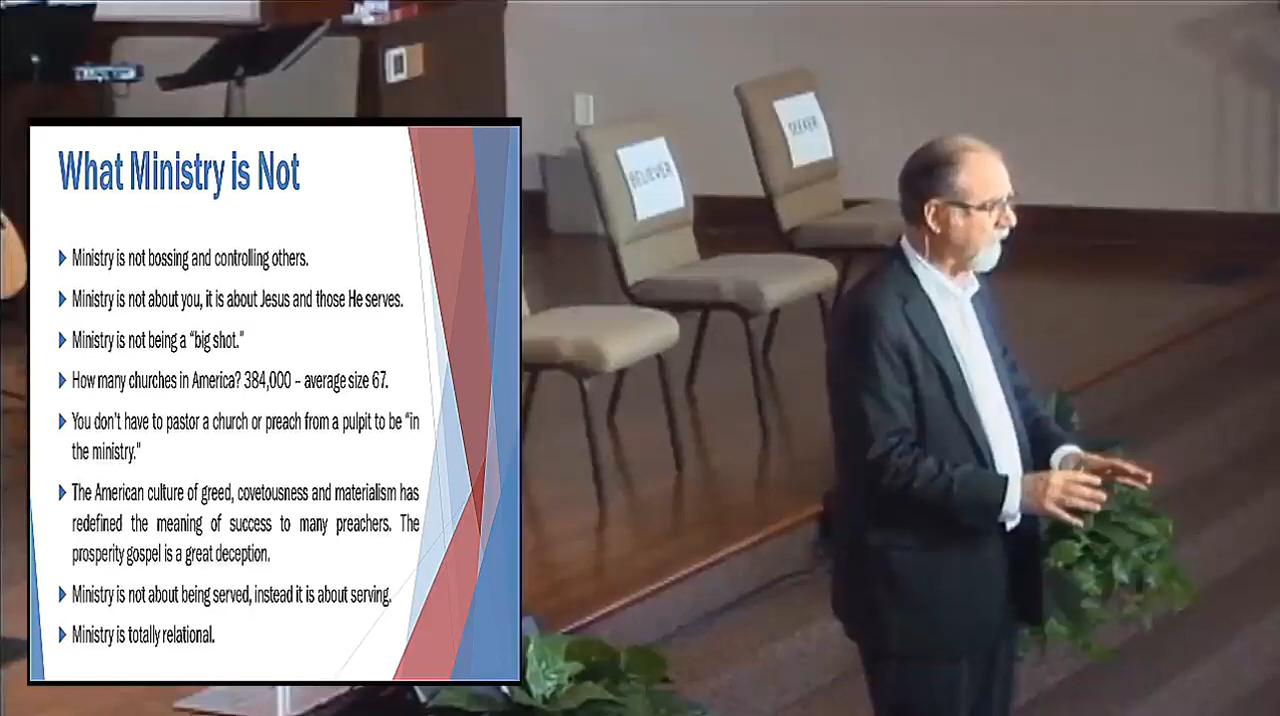 What Ministry is Not
Ministry is not bossing and controlling others.
Ministry is not about you, it is about Jesus and those He serves.
Ministry is not being a “big shot.”
How many churches in America? 384,000 – average size 67.
You don’t have to pastor a church or preach from a pulpit to be “in
the ministry.”
The American culture of greed, covetousness and materialism has
redefined the meaning of success to many preachers. The
prosperity gospel is a great deception.
Ministry is not about being served, instead it is about serving.
Ministry is totally relational.
BELIEVER
SEEKER